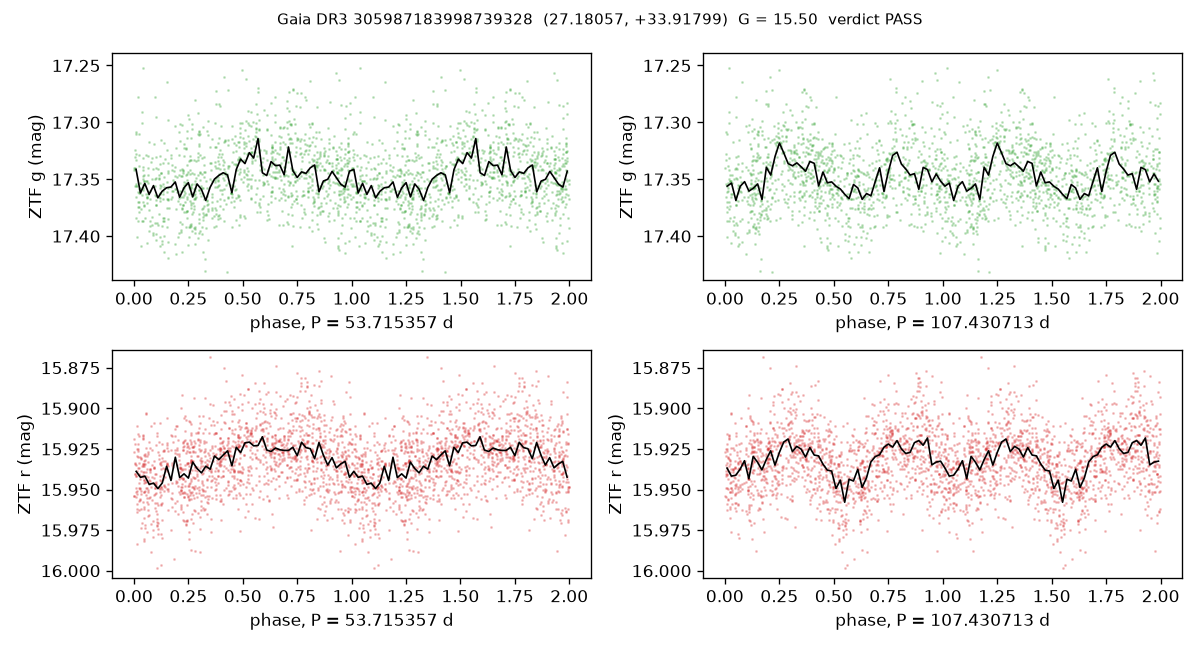 Gaia DR3 305987183998739328 (27.18057, +33.91799) G = 15.50 verdict PASS
ZTF g (mag)
17.25
17.30
17.35
17.40
0.00 0.25 0.50 0.75 1.00 1.25 1.50 1.75 2.00
phase, P = 53.715357 d
ZTF g (mag)
17.25
17.30
17.35
17.40
0.00 0.25 0.50 0.75 1.00 1.25 1.50 1.75 2.00
phase, P = 107.430713 d
ZTF r (mag)
15.875
15.900
15.925
15.950
15.975
16.000
0.00 0.25 0.50 0.75 1.00 1.25 1.50 1.75 2.00
phase, P = 53.715357 d
ZTF r (mag)
15.875
15.900
15.925
15.950
15.975
16.000
0.00 0.25 0.50 0.75 1.00 1.25 1.50 1.75 2.00
phase, P = 107.430713 d